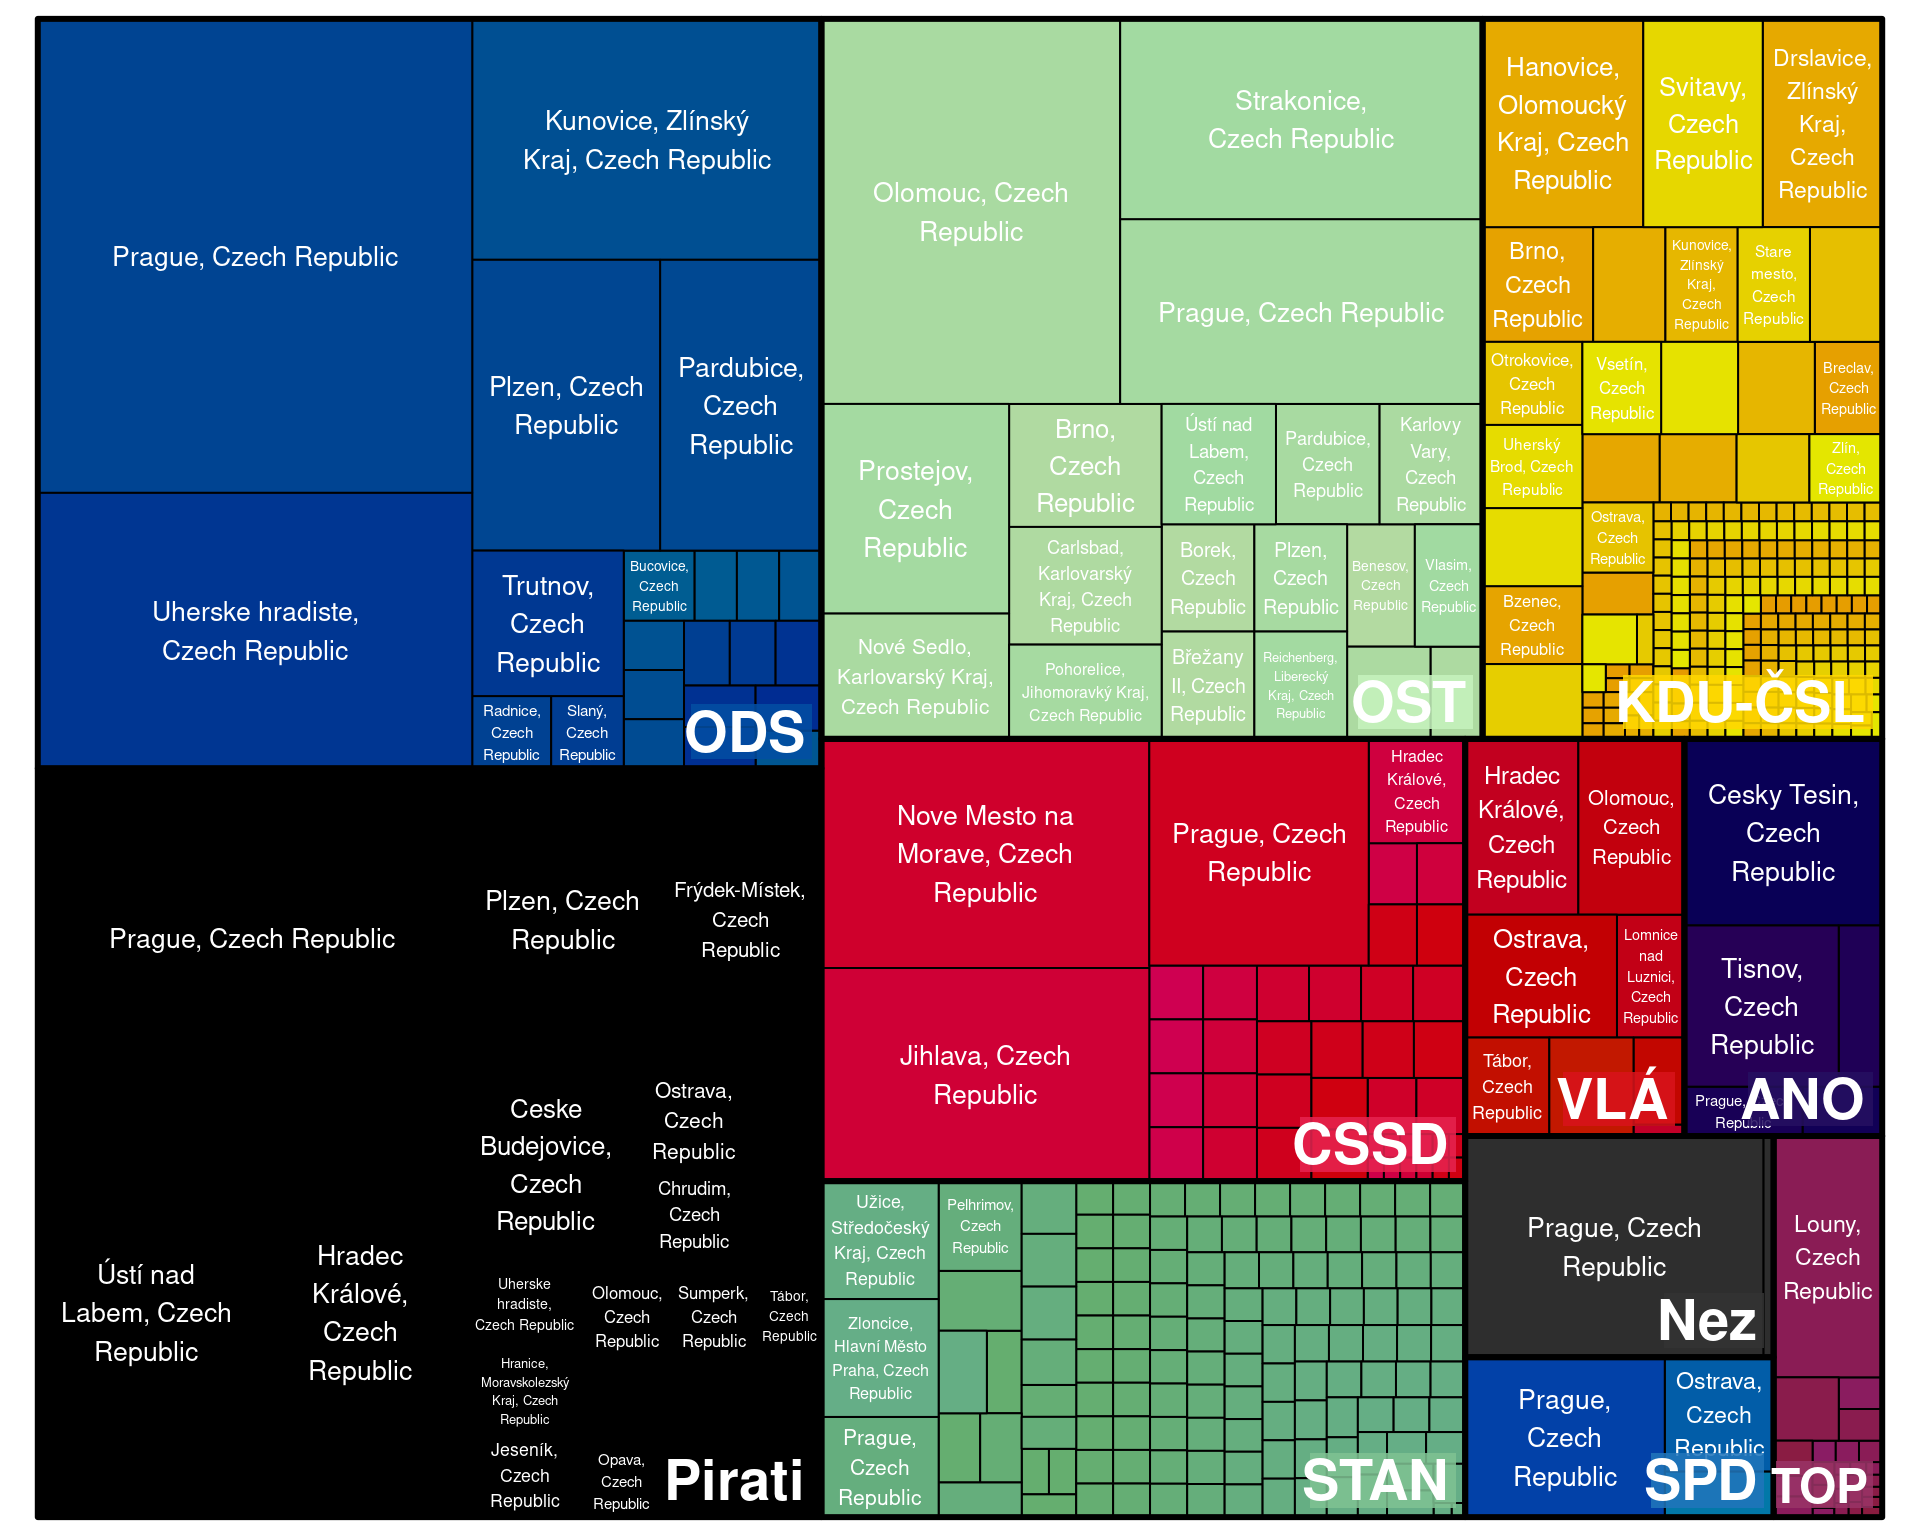 Prague, Czech Republic
Kunovice, Zlínský
Kraj, Czech Republic
Plzen, Czech
Republic
Pardubice,
Czech
Republic
Uherske hradiste,
Czech Republic
Trutnov,
Czech
Republic
Bucovice,
Czech
Republic
Radnice,
Czech
Republic
Slaný,
Czech
Republic
ODS
Olomouc, Czech
Republic
Strakonice,
Czech Republic
Prague, Czech Republic
Prostejov,
Czech
Republic
Brno,
Czech
Republic
Ústí nad
Labem,
Czech
Republic
Pardubice,
Czech
Republic
Karlovy
Vary,
Czech
Republic
Carlsbad,
Karlovarský
Kraj, Czech
Republic
Borek,
Czech
Republic
Plzen,
Czech
Republic
Benesov,
Czech
Republic
Vlasim,
Czech
Republic
Nové Sedlo,
Karlovarský Kraj,
Czech Republic
Pohorelice,
Jihomoravký Kraj,
Czech Republic
Břežany
II, Czech
Republic
Reichenberg,
Liberecký
Kraj, Czech
Republic
OST
Hanovice,
Olomoucký
Kraj, Czech
Republic
Svitavy,
Czech
Republic
Drslavice,
Zlínský
Kraj,
Czech
Republic
Brno,
Czech
Republic
Kunovice,
Zlínský
Kraj,
Czech
Republic
Stare
mesto,
Czech
Republic
Otrokovice,
Czech
Republic
Vsetín,
Czech
Republic
Breclav,
Czech
Republic
Uherský
Brod, Czech
Republic
Zlín,
Czech
Republic
Ostrava,
Czech
Republic
Bzenec,
Czech
Republic
KDU-ČSL
Prague, Czech Republic
Plzen, Czech
Republic
Frýdek-Místek,
Czech
Republic
Ceske
Budejovice,
Czech
Republic
Ostrava,
Czech
Republic
Chrudim,
Czech
Republic
Ústí nad
Labem, Czech
Republic
Hradec
Králové,
Czech
Republic
Uherske
hradiste,
Czech Republic
Olomouc,
Czech
Republic
Sumperk,
Czech
Republic
Tábor,
Czech
Republic
Hranice,
Moravskolezský
Kraj, Czech
Republic
Jeseník,
Czech
Republic
Opava,
Czech
Republic
Pirati
Nove Mesto na
Morave, Czech
Republic
Prague, Czech
Republic
Hradec
Králové,
Czech
Republic
Jihlava, Czech
Republic
CSSD
Hradec
Králové,
Czech
Republic
Olomouc,
Czech
Republic
Ostrava,
Czech
Republic
Lomnice
nad
Luznici,
Czech
Republic
Tábor,
Czech
Republic
VLÁ
Cesky Tesin,
Czech
Republic
Tisnov,
Czech
Republic
Prague,
Republic
ANO
Užice,
Středočeský
Kraj, Czech
Republic
Pelhrimov,
Czech
Republic
Zloncice,
Hlavní Město
Praha, Czech
Republic
Prague,
Czech
Republic
STAN
Prague, Czech
Republic
Nez
Louny,
Czech
Republic
TOP
Prague,
Czech
Republic
Ostrava,
Czech
Republic
SPD